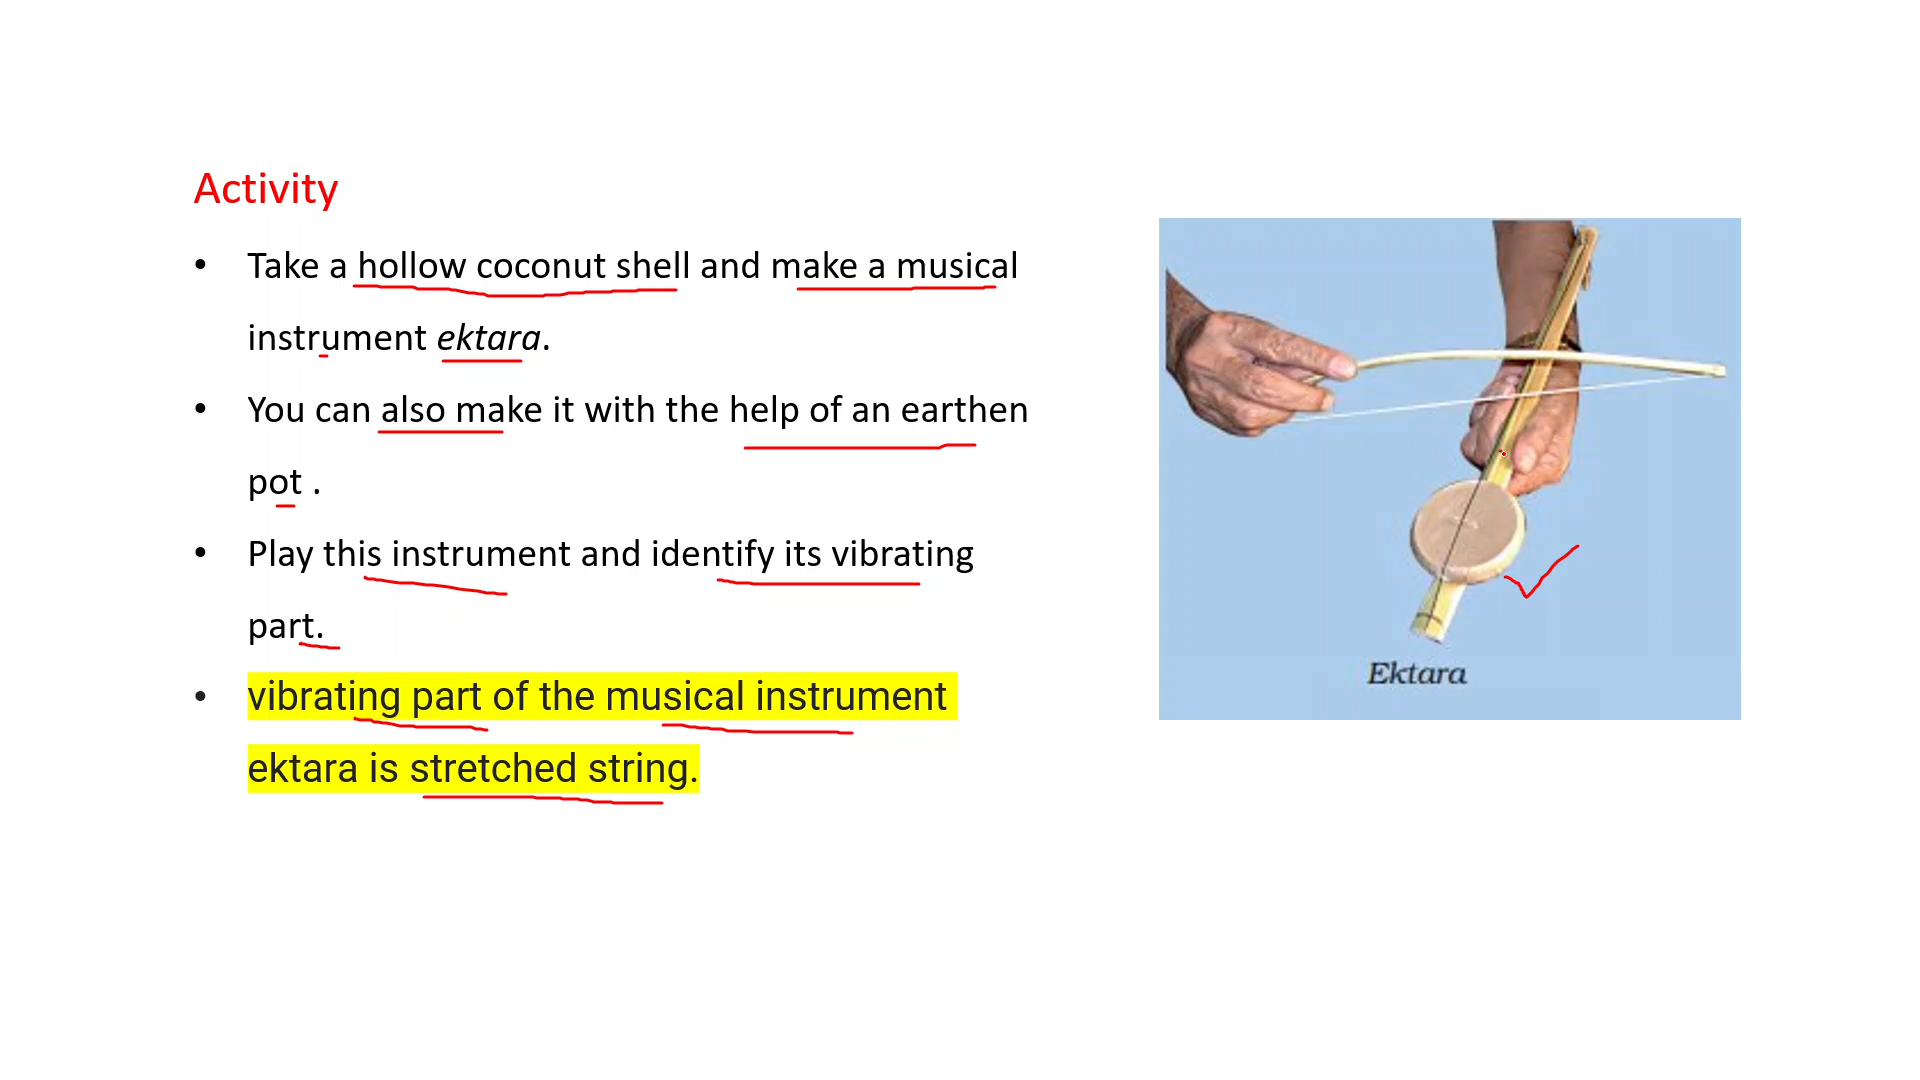 Activity
• Take a hollow coconut shell and make a musical
instrument ektara.
• You can also make it with the help of an earthen
pot .
• Play this instrument and identify its vibrating
part.
• vibrating part of the musical instrument
ektara is stretched string.
Ektara